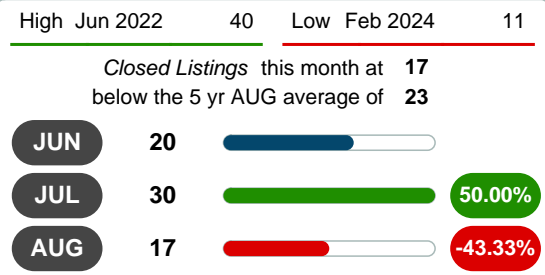 High Jun 2022 40 Low Feb 2024 11
Closed Listings this month at 17
below the 5 yr AUG average of 23
JUN 20
JUL 30 50.00%
AUG 17 -43.33%